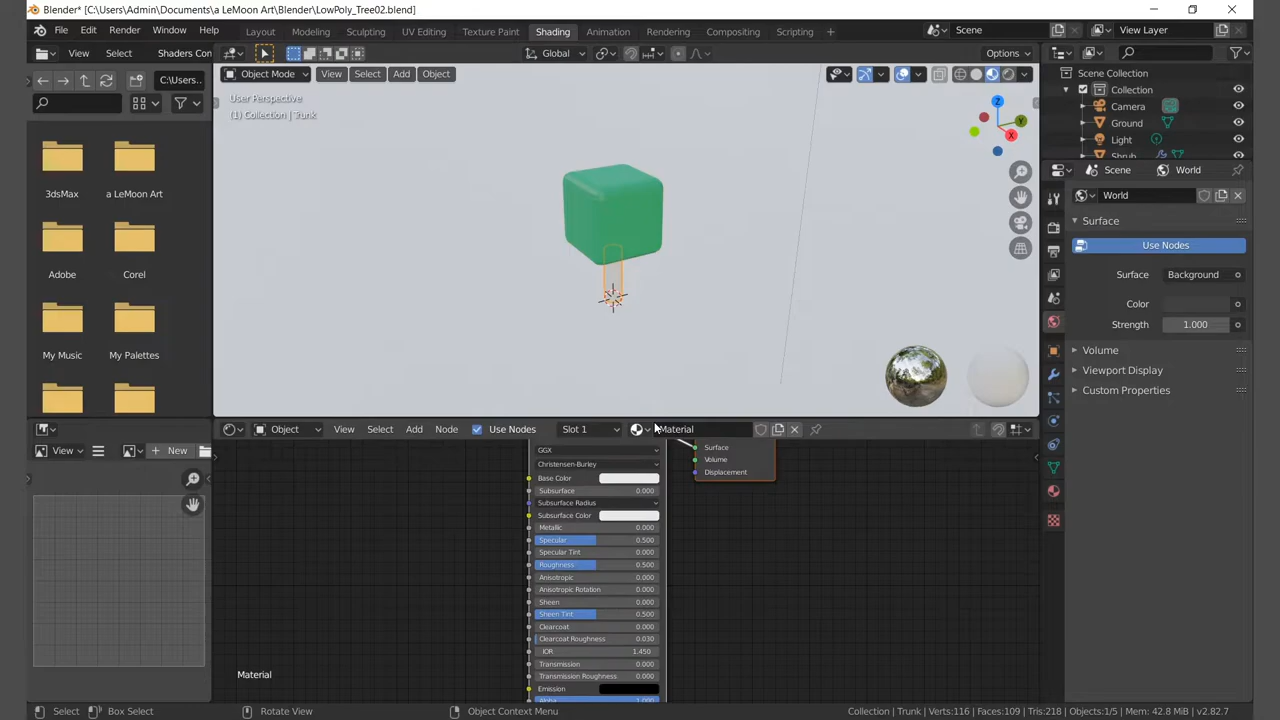 Blender* [C:\Users\Admin\Documents\a LeMoon Art\Blender\LowPoly_Tree02.blend]
File Edit Render Window Help Layout Modeling Sculpting UV Editing Texture Paint Shading Animation Rendering Compositing Scripting + Scene View Layer
View Select Shaders Con Global Options
C:\Users.. Object Mode View Select Add Object
User Perspective
(1) Collection | Trunk
Scene Collection
Collection
Camera
Ground
Light
Shrub
Z
Y
X
3dsMax a LeMoon Art
Adobe Corel
My Music My Palettes
Scene World
World
Surface
Use Nodes
Surface Background
Color
Strength 1.000
Volume
Viewport Display
Custom Properties
Object View Select Add Node Use Nodes Slot 1 Material
View + New
GGX
Christensen-Burley
Base Color
Subsurface 0.000
Subsurface Radius
Subsurface Color
Metallic 0.000
Specular 0.500
Specular Tint 0.000
Roughness 0.500
Anisotropic 0.000
Anisotropic Rotation 0.000
Sheen 0.000
Sheen Tint 0.500
Clearcoat 0.000
Clearcoat Roughness 0.030
IOR 1.450
Transmission 0.000
Transmission Roughness 0.000
Emission
Alpha 1.000
Surface
Volume
Displacement
Material
Select Box Select Rotate View Object Context Menu Collection | Trunk | Verts:116 | Faces:109 | Tris:218 | Objects:1/5 | Mem: 42.8 MiB | v2.82.7